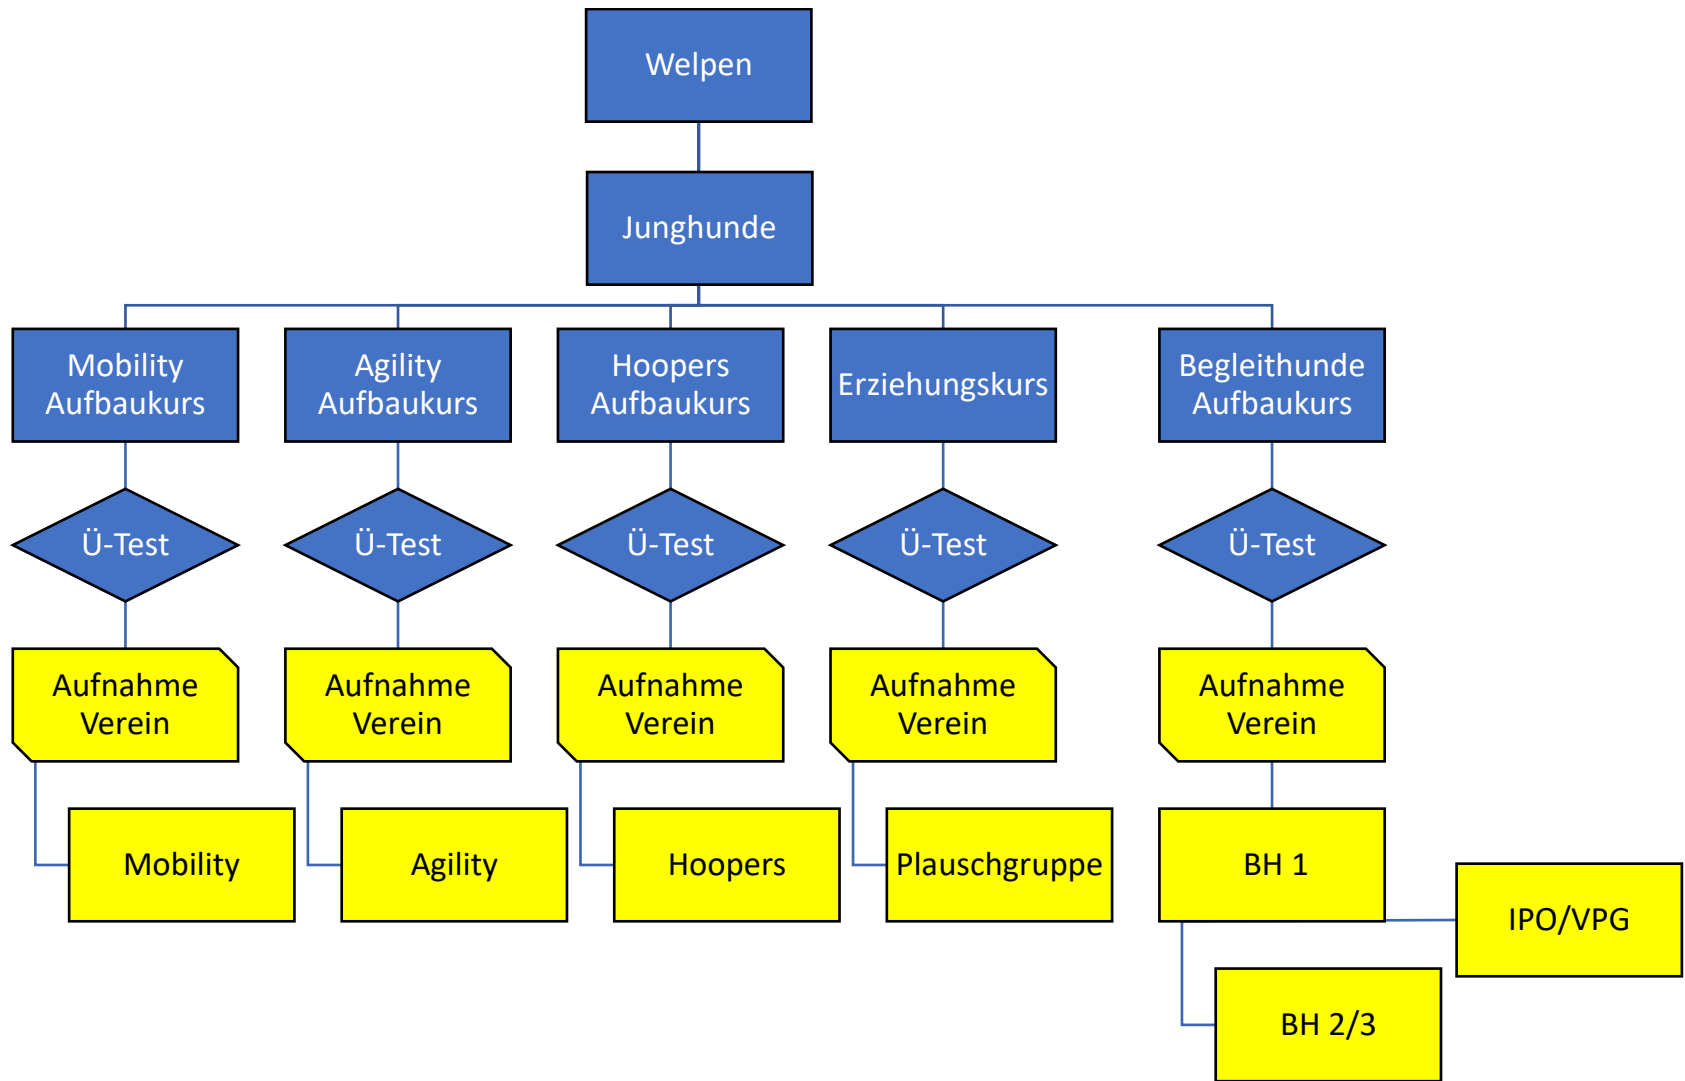 Welpen
Junghunde
Mobility
Aufbaukurs
Agility
Aufbaukurs
Hoopers
Aufbaukurs
Erziehungskurs
Begleithunde
Aufbaukurs
Ü-Test
Ü-Test
Ü-Test
Ü-Test
Ü-Test
Aufnahme
Verein
Aufnahme
Verein
Aufnahme
Verein
Aufnahme
Verein
Aufnahme
Verein
Mobility
Agility
Hoopers
Plauschgruppe
BH 1
IPO/VPG
BH 2/3